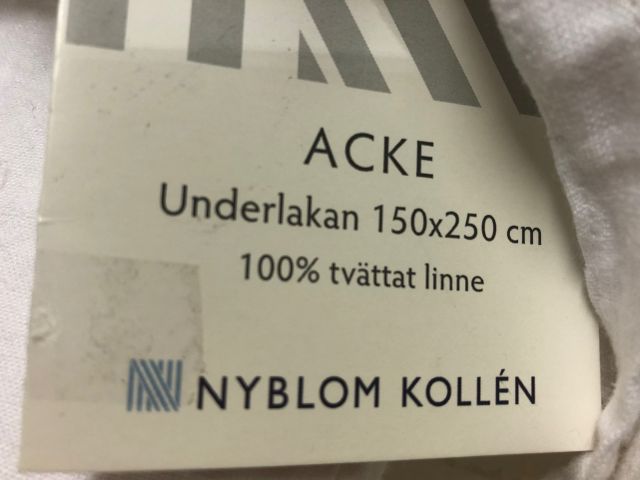 ACKE
Underlakan 150x250 cm
100% tvättat linne
NYBLOM KOLLÉN